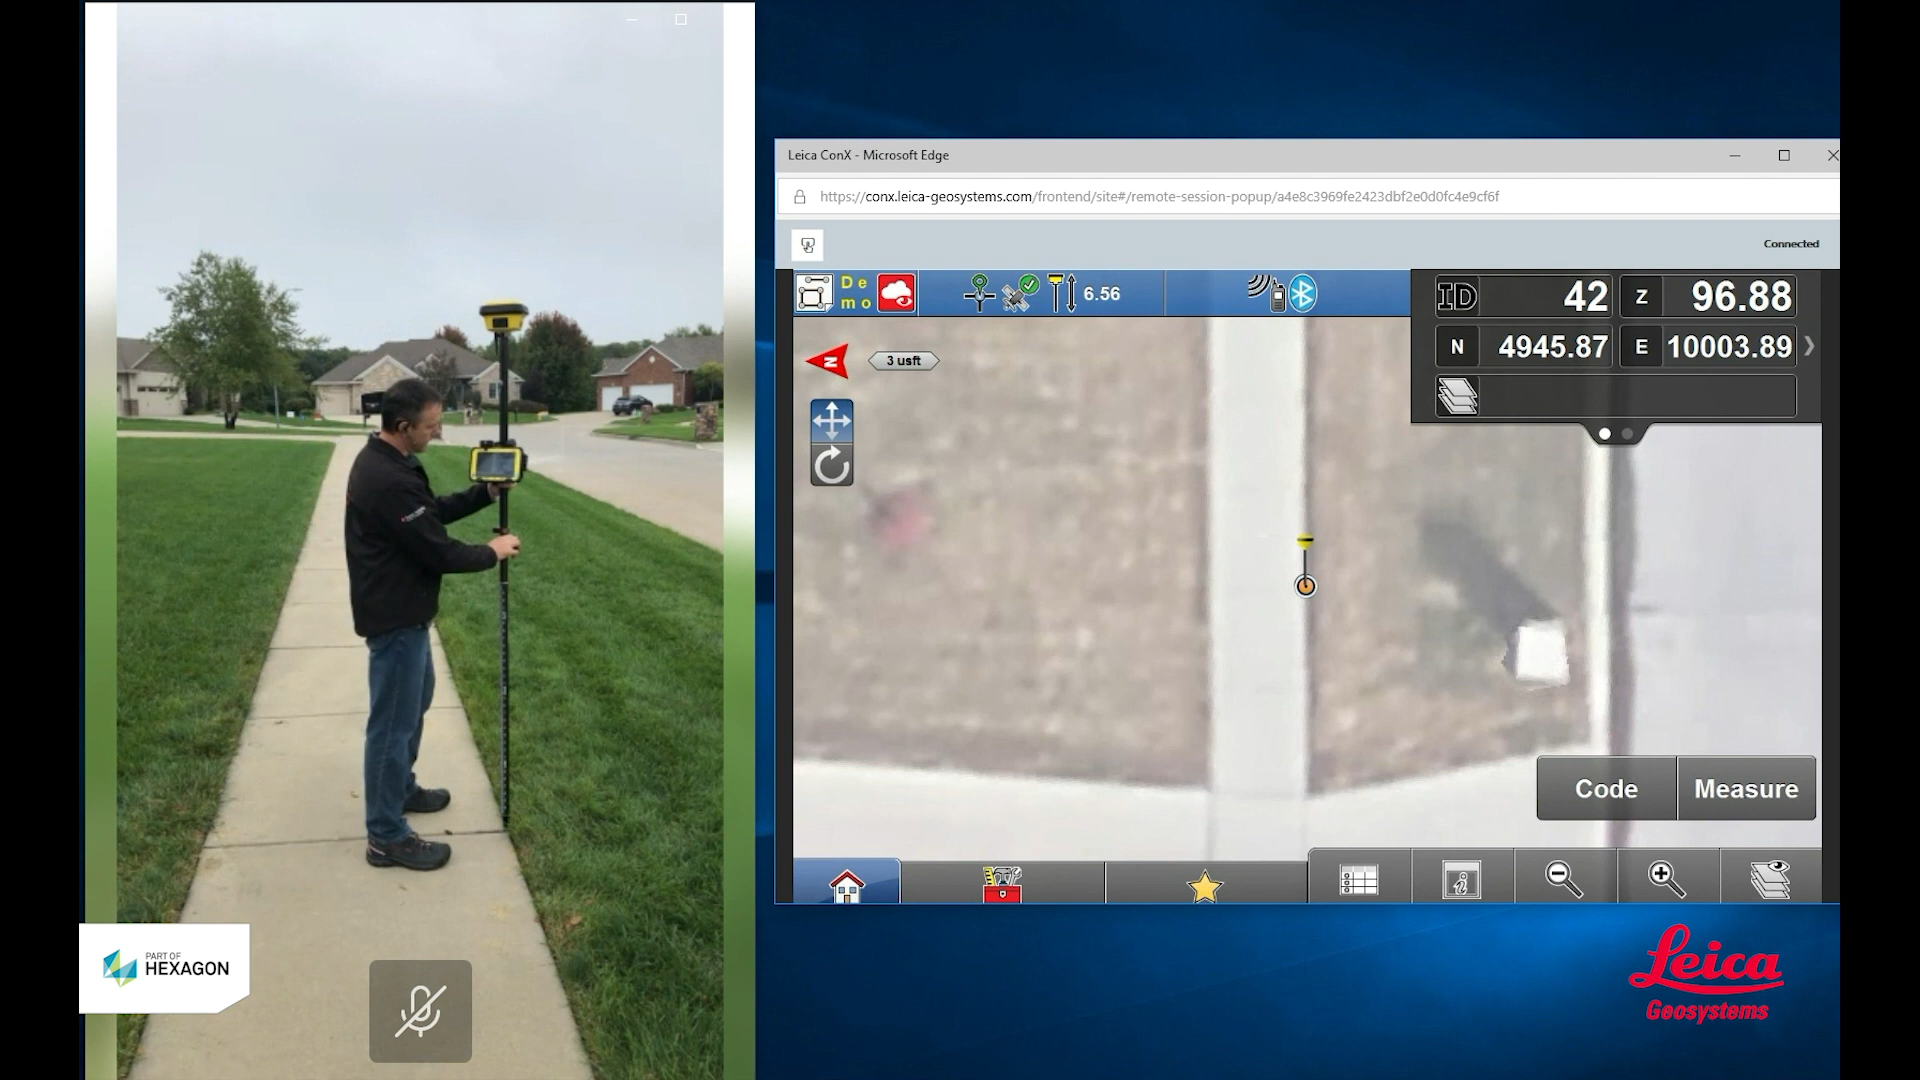 PART OF
HEXAGON
Leica ConX - Microsoft Edge
https://conx.leica-geosystems.com/frontend/site#/remote-session-popup/a4e8c3969fe2423dbf2e0d0fc4e9cf6f
Connected
De
mo
6.56
ID 42 Z 96.88
N 4945.87 E 10003.89
N
3 usft
Code Measure
i
Leica
Geosystems